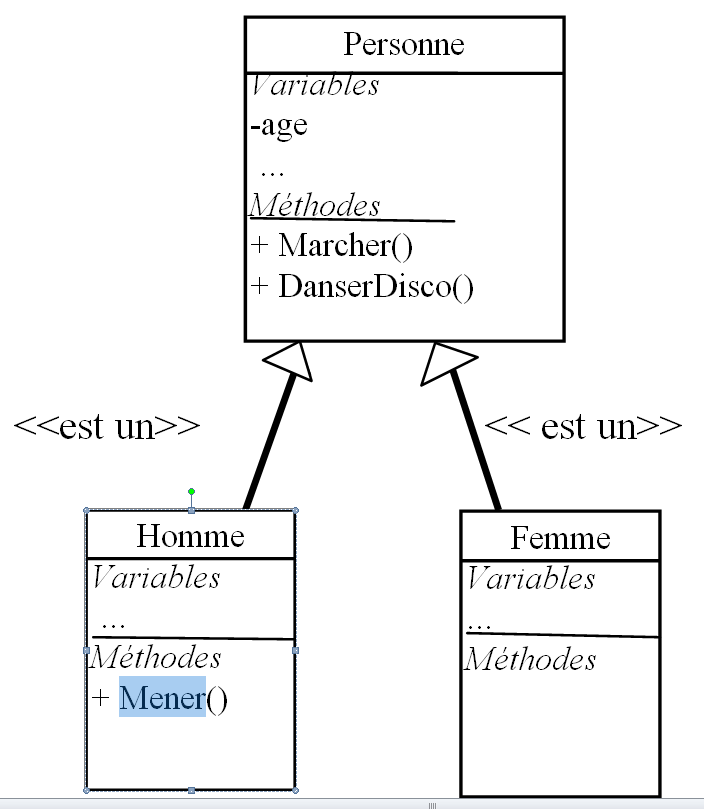 Personne
Variables
-age
...
Méthodes
+ Marcher()
+ DanserDisco()
<<est un>>
<< est un>>
Homme
Variables
...
Méthodes
+ Mener()
Femme
Variables
...
Méthodes